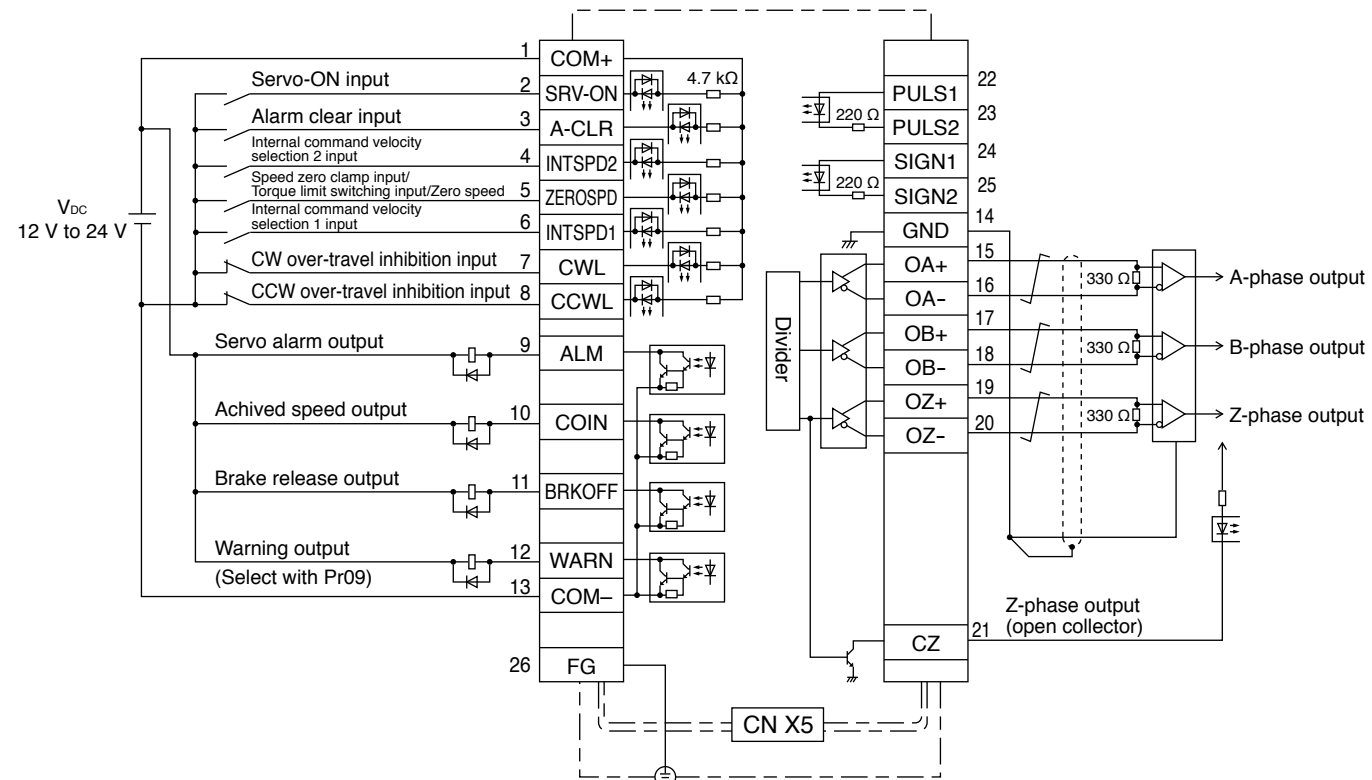 1
COM+
Servo-ON input
2
SRV-ON
4.7 kΩ
Alarm clear input
3
A-CLR
Internal command velocity
selection 2 input
4
INTSPD2
Speed zero clamp input/
Torque limit switching input/Zero speed
5
ZEROSPD
Internal command velocity
selection 1 input
6
INTSPD1
VDC
12 V to 24 V
CW over-travel inhibition input
7
CWL
CCW over-travel inhibition input
8
CCWL
Servo alarm output
9
ALM
Achived speed output
10
COIN
Brake release output
11
BRKOFF
Warning output
(Select with Pr09)
12
WARN
13
COM–
26
FG
22
PULS1
23
220 Ω
PULS2
24
SIGN1
25
220 Ω
SIGN2
14
GND
15
OA+
16
OA–
330 Ω
A-phase output
17
OB+
18
OB–
330 Ω
B-phase output
19
OZ+
20
OZ–
330 Ω
Z-phase output
Divider
Z-phase output
(open collector)
21
CZ
CN X5